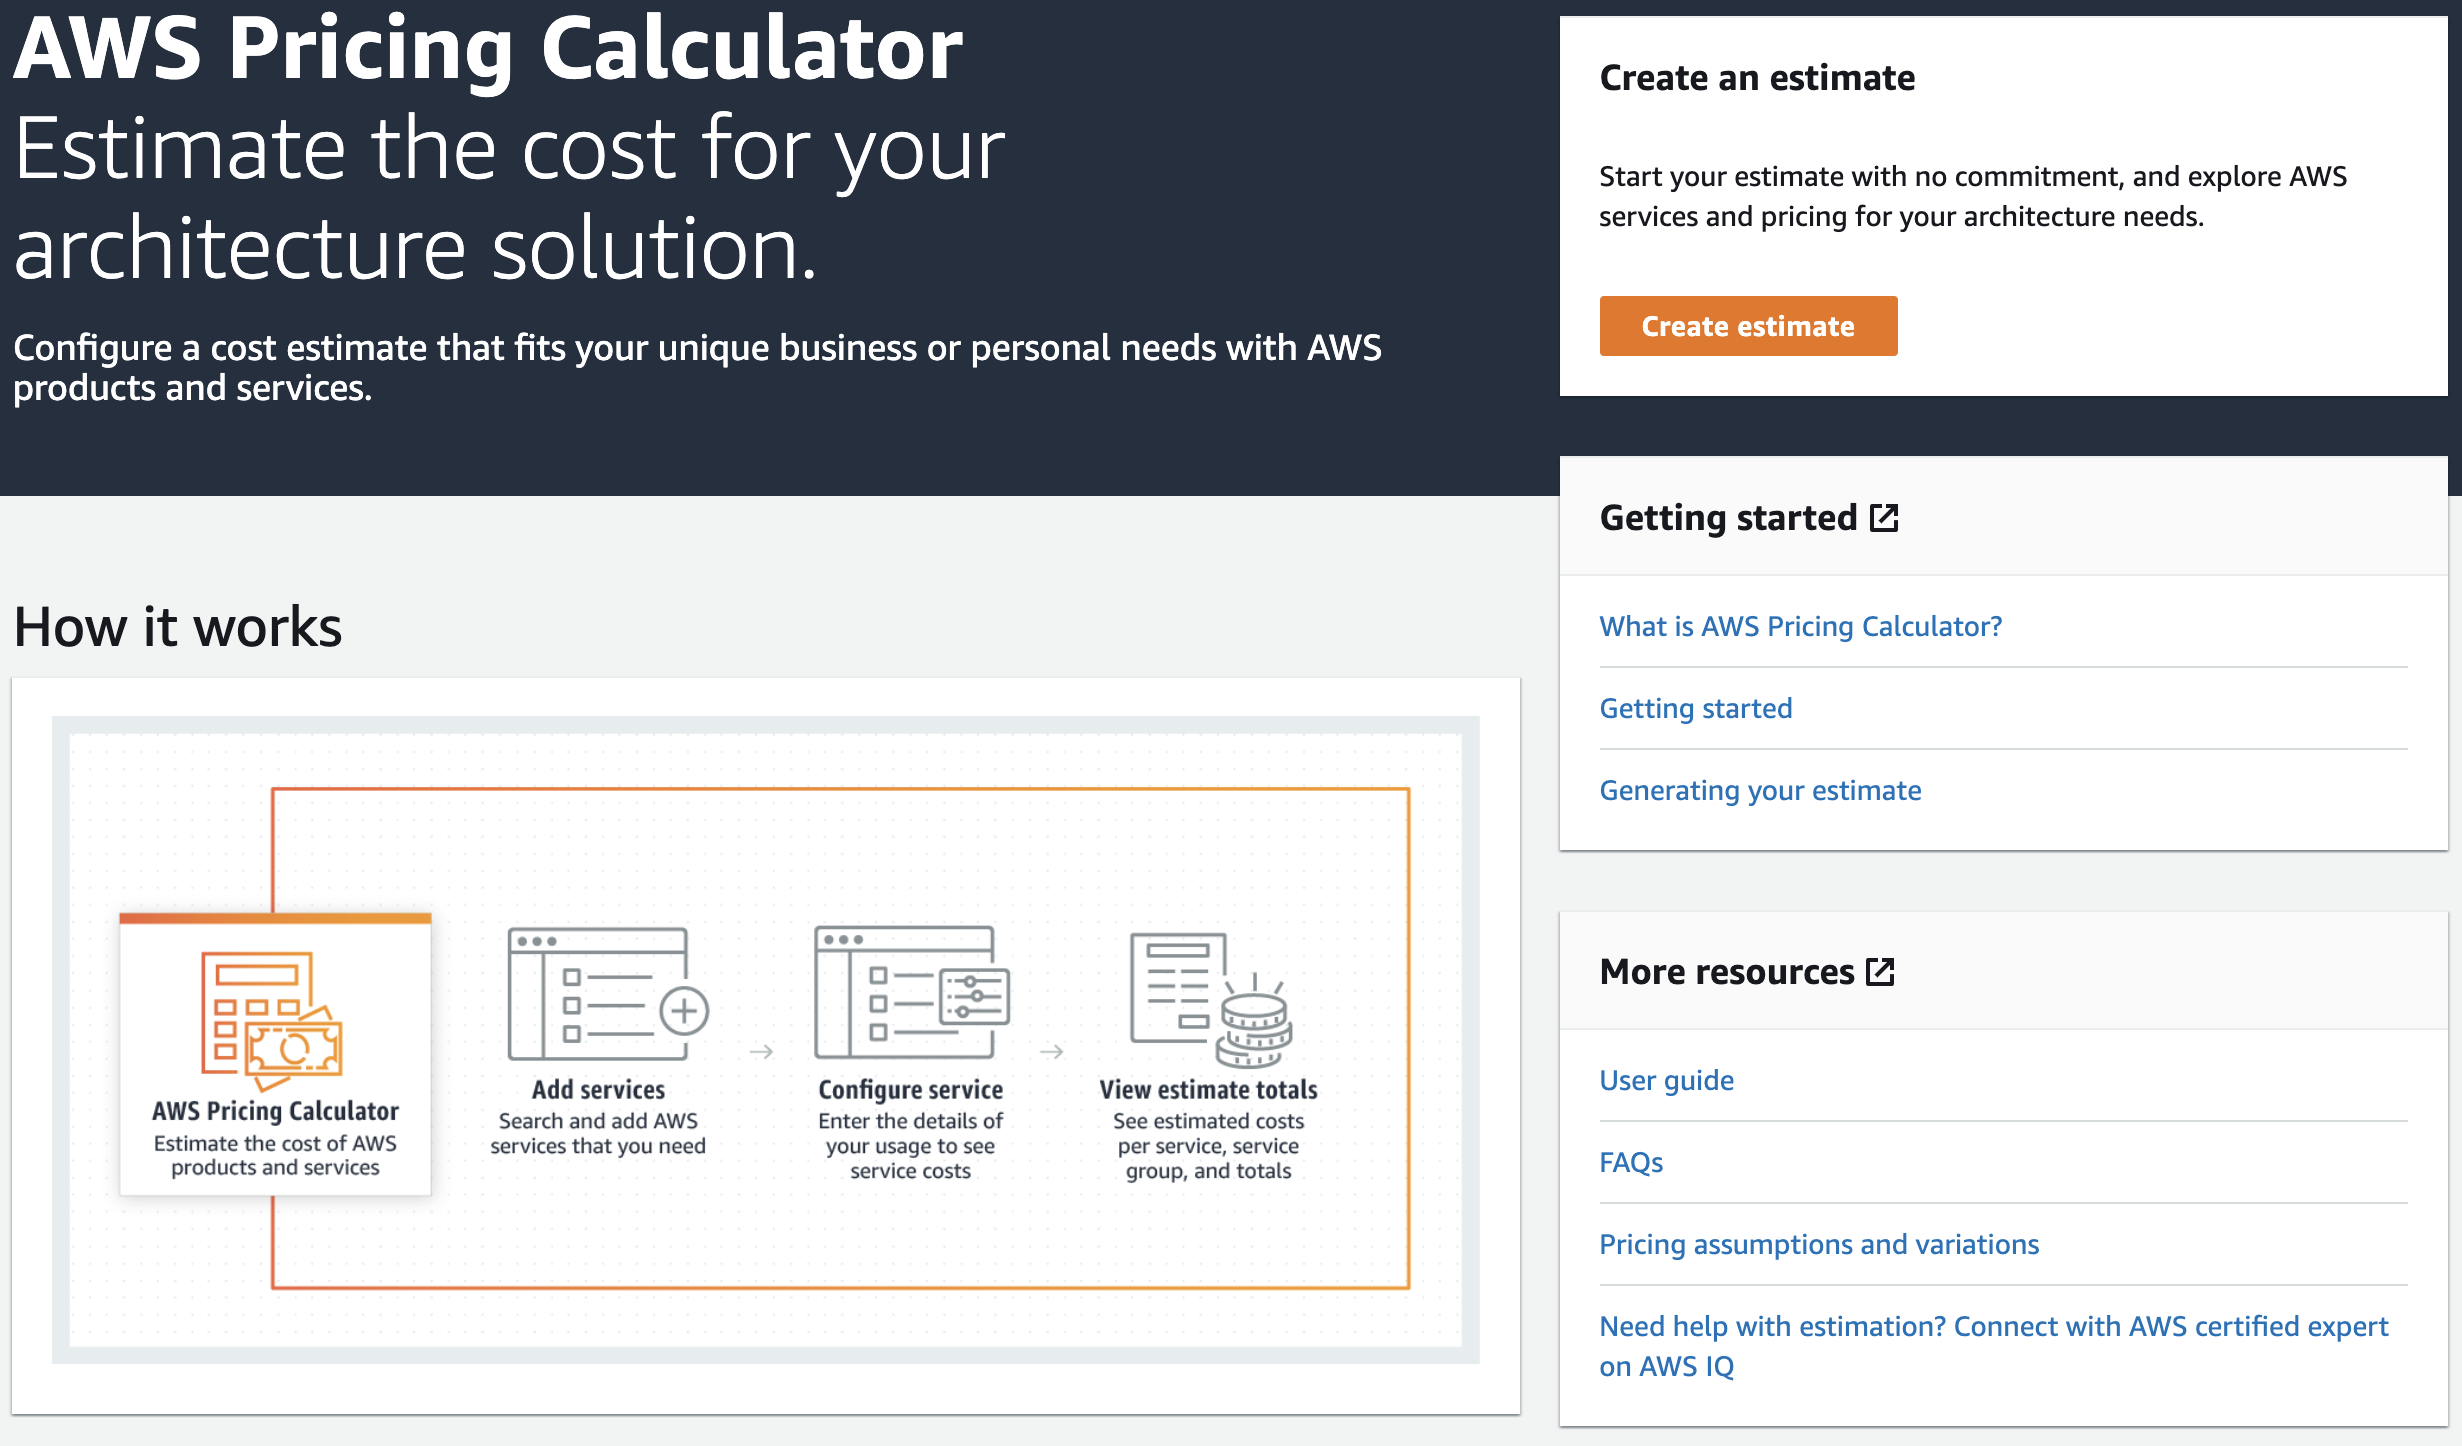 AWS Pricing Calculator
Estimate the cost for your
architecture solution.
Configure a cost estimate that fits your unique business or personal needs with AWS
products and services.
Create an estimate
Start your estimate with no commitment, and explore AWS
services and pricing for your architecture needs.
Create estimate
How it works
AWS Pricing Calculator
Estimate the cost of AWS
products and services
Add services
Search and add AWS
services that you need
Configure service
Enter the details of
your usage to see
service costs
View estimate totals
See estimated costs
per service, service
group, and totals
Getting started
What is AWS Pricing Calculator?
Getting started
Generating your estimate
More resources
User guide
FAQs
Pricing assumptions and variations
Need help with estimation? Connect with AWS certified expert
on AWS IQ